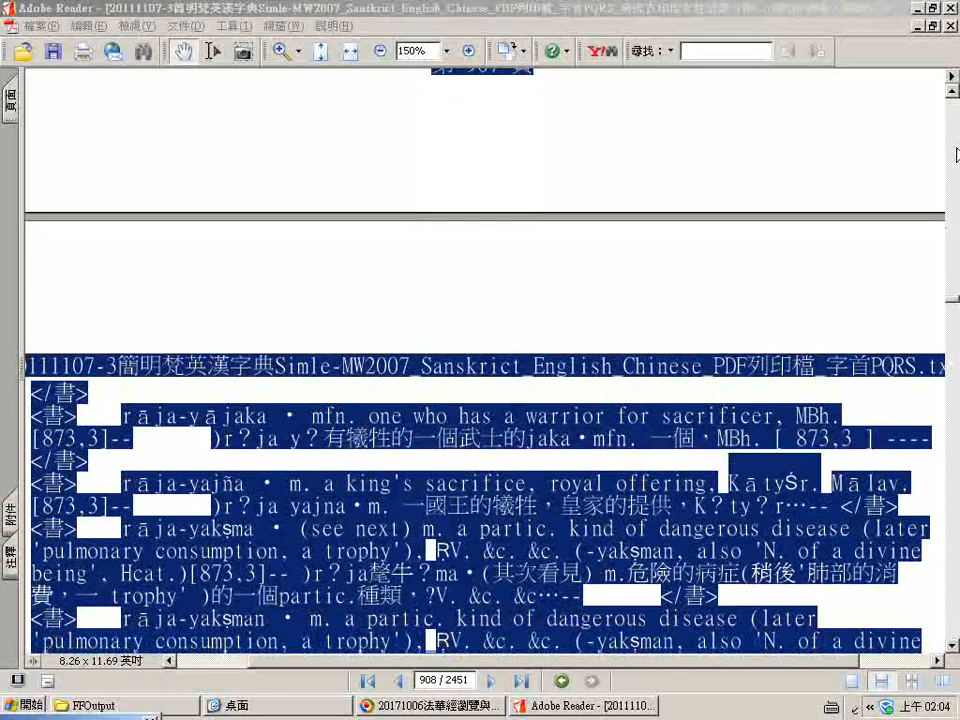 Adobe Reader - [20111107-3簡明梵英漢字典Simle-MW2007_Sanskrict_English_Chinese_PDF列印檔_字首PQRS.
檔案(F) 編輯(E) 檢視(V) 文件(D) 工具(T) 視窗(W) 說明(H)
150% 尋找:
頁面
附件
注釋
111107-3簡明梵英漢字典Simle-MW2007_Sanskrict_English_Chinese_PDF列印檔_字首PQRS.tx
</書>
<書> rāja-yājaka • mfn. one who has a warrior for sacrificer, MBh.
[873,3]-- )r？ja y？有犧牲的一個武士的jaka•mfn. 一個，MBh. [ 873,3 ] ----
</書>
<書> rāja-yajña • m. a king's sacrifice, royal offering, KātyŚr. Mālav.
[873,3]-- )r？ja yajna•m. 一國王的犧牲，皇家的提供，K？ty？r…-- </書>
<書> rāja-yakṣma • (see next) m. a partic. kind of dangerous disease (later
'pulmonary consumption, a trophy'), RV. &c. &c. (-yakṣman, also 'N. of a divine
being', Hcat.)[873,3]-- )r？ja氂牛？ma•(其次看見) m.危險的病症(稍後'肺部的消
費，一 trophy' )的一個partic.種類，?V. &c. &c…-- </書>
<書> rāja-yakṣman • m. a partic. kind of dangerous disease (later
'pulmonary consumption, a trophy'), RV. &c. &c. (-yakṣman, also 'N. of a divine
8.26 x 11.69 英吋
908 / 2451
開始 FFOutput 桌面 20171006法華經瀏覽與... Adobe Reader - [2011110... 上午 02:04